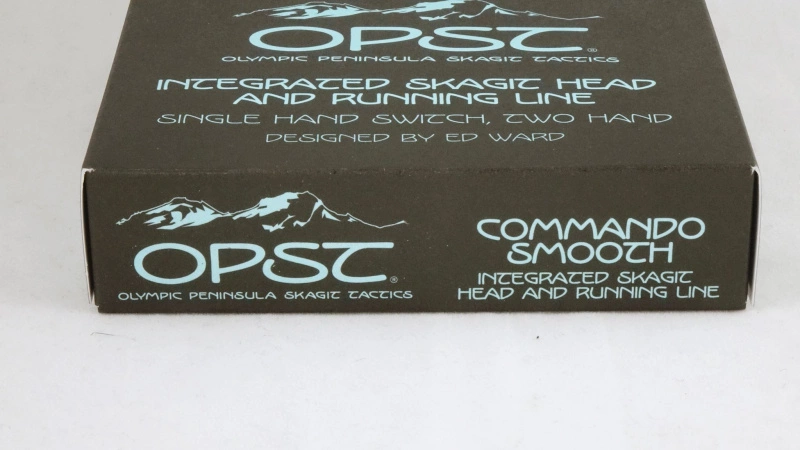 OPST®
OLYMPIC PENINSULA SKAGIT TACTICS
INTEGRATED SKAGIT HEAD
AND RUNNING LINE
SINGLE HAND SWITCH, TWO HAND
DESIGNED BY ED WARD
OPST®
OLYMPIC PENINSULA SKAGIT TACTICS
COMMANDO
SMOOTH
INTEGRATED SKAGIT
HEAD AND RUNNING LINE